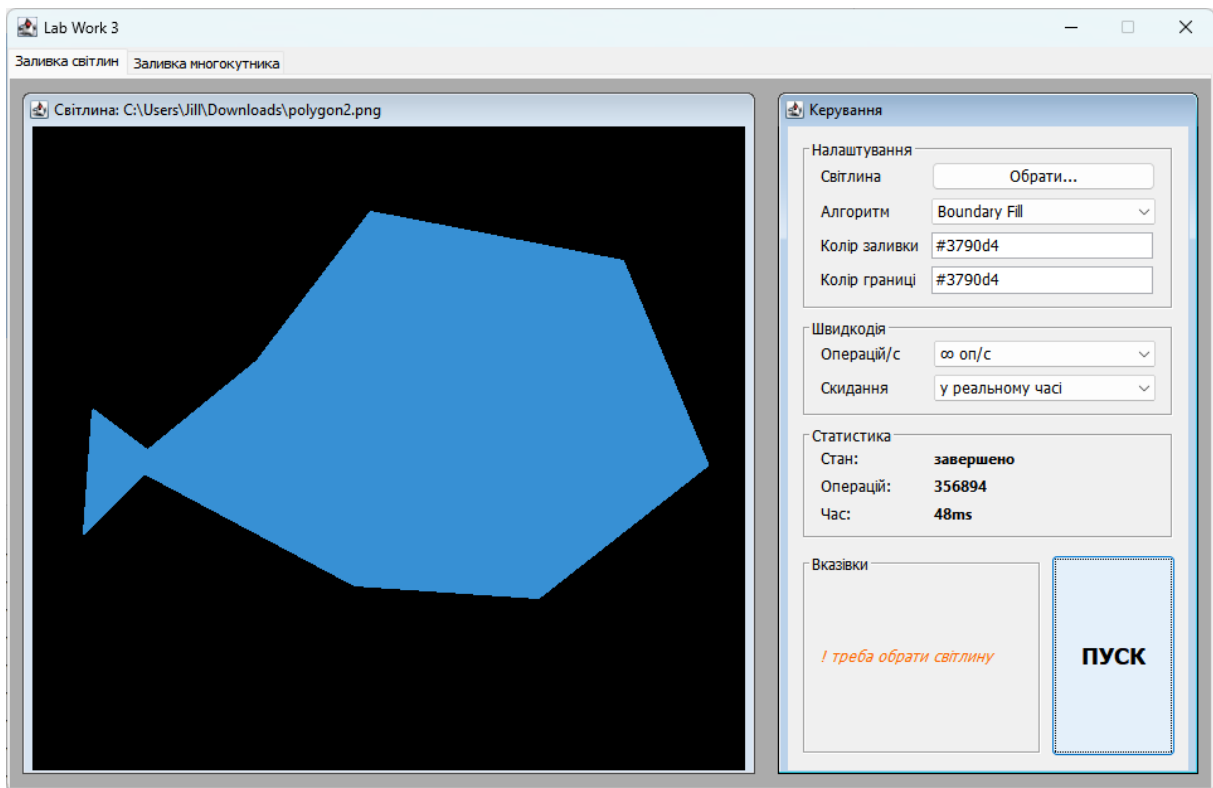 Lab Work 3
Заливка світлин Заливка многокутника
Світлина: C:\Users\Jill\Downloads\polygon2.png
Керування
Налаштування
Світлина Обрати...
Алгоритм Boundary Fill
Колір заливки #3790d4
Колір границі #3790d4
Швидкодія
Операцій/с ∞ оп/с
Скидання у реальному часі
Статистика
Стан: завершено
Операцій: 356894
Час: 48ms
Вказівки
! треба обрати світлину
ПУСК